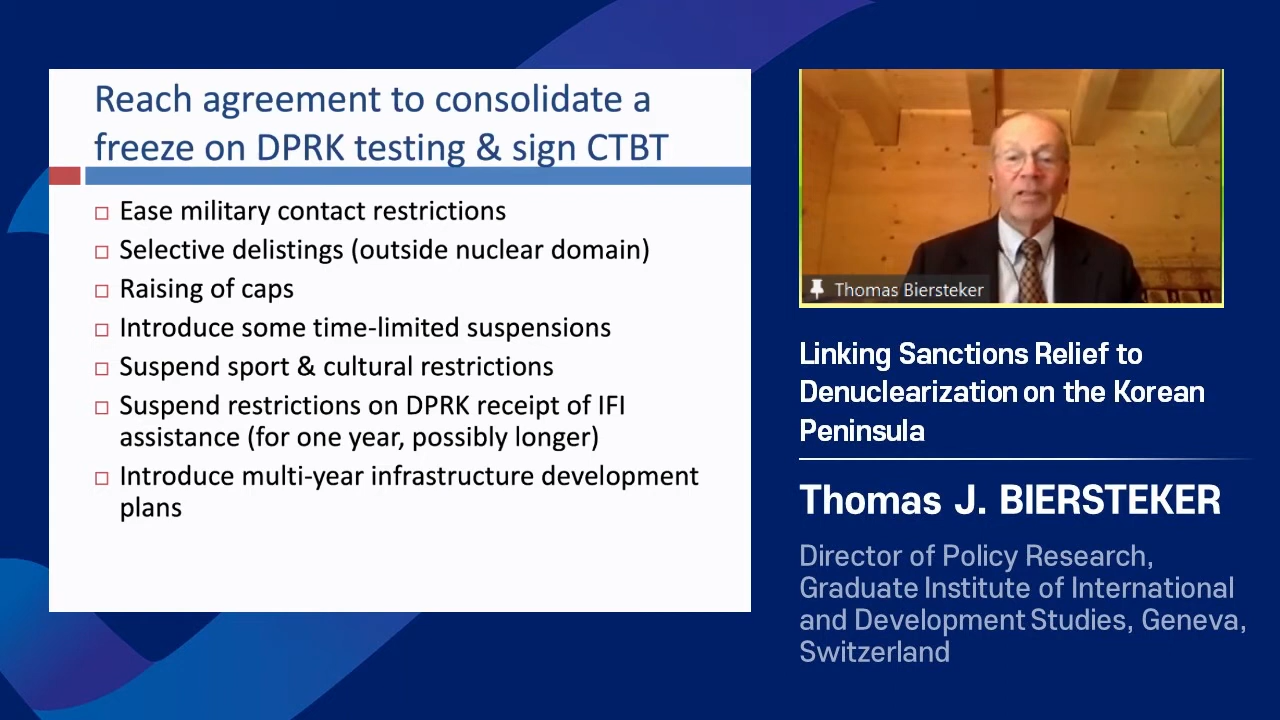 Reach agreement to consolidate a
freeze on DPRK testing & sign CTBT
Ease military contact restrictions
Selective delistings (outside nuclear domain)
Raising of caps
Introduce some time-limited suspensions
Suspend sport & cultural restrictions
Suspend restrictions on DPRK receipt of IFI
assistance (for one year, possibly longer)
Introduce multi-year infrastructure development
plans
Thomas Biersteker
Linking Sanctions Relief to
Denuclearization on the Korean
Peninsula
Thomas J. BIERSTEKER
Director of Policy Research,
Graduate Institute of International
and Development Studies, Geneva,
Switzerland